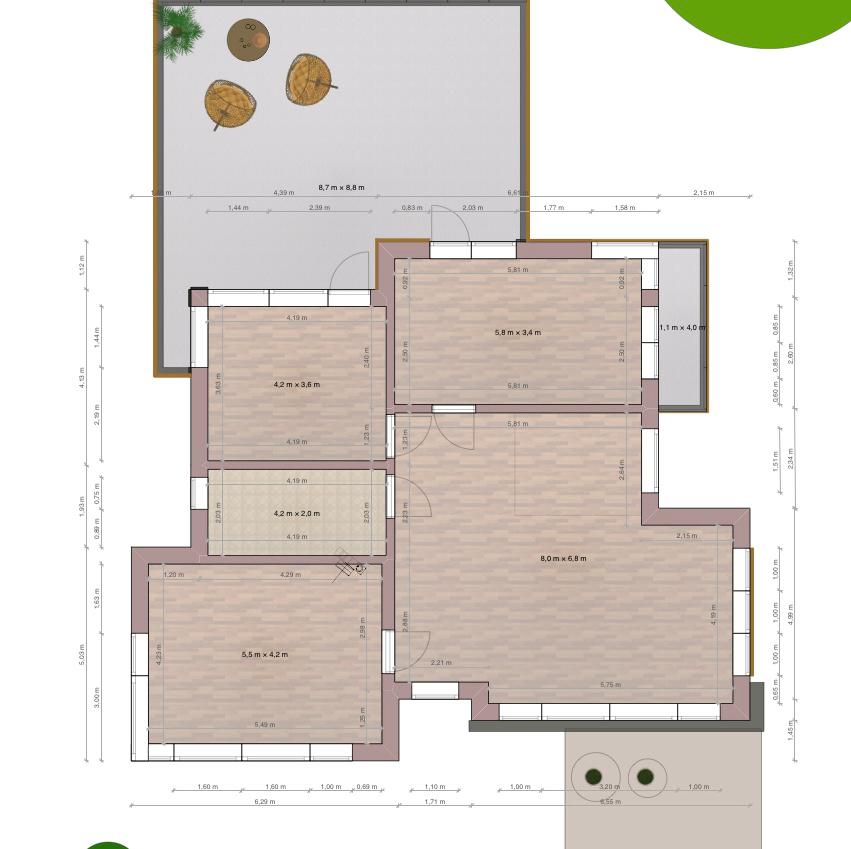 4,39 m
8,7 m × 8,8 m
6,61
2,15 m
1,44 m
2,39 m
0,83 m
2,03 m
1,77 m
1,58 m
1,12 m
4,13 m
1,93 m
5,03 m
1,44 m
2,19 m
0,75 m
0,89 m
1,63 m
3,00 m
5,81 m
0,92 m
0,92 m
2,50 m
5,8 m × 3,4 m
2,50 m
5,81 m
1,1 m × 4,0 m
4,19 m
2,40 m
3,63 m
4,2 m × 3,6 m
1,23 m
4,19 m
4,19 m
2,03 m
4,2 m × 2,0 m
2,03 m
4,19 m
5,81 m
1,23 m
2,64 m
2,23 m
2,15 m
8,0 m × 6,8 m
4,19 m
2,88 m
2,21 m
5,75 m
1,20 m
4,29 m
2,98 m
4,23 m
5,5 m × 4,2 m
1,25 m
5,49 m
0,85 m
0,85 m
0,60 m
1,51 m
1,00 m
1,00 m
1,00 m
0,65 m
1,32 m
2,60 m
2,34 m
4,99 m
1,45 m
1,60 m
1,60 m
1,00 m
0,69 m
1,10 m
1,00 m
3,20 m
1,00 m
6,29 m
1,71 m
6,55 m